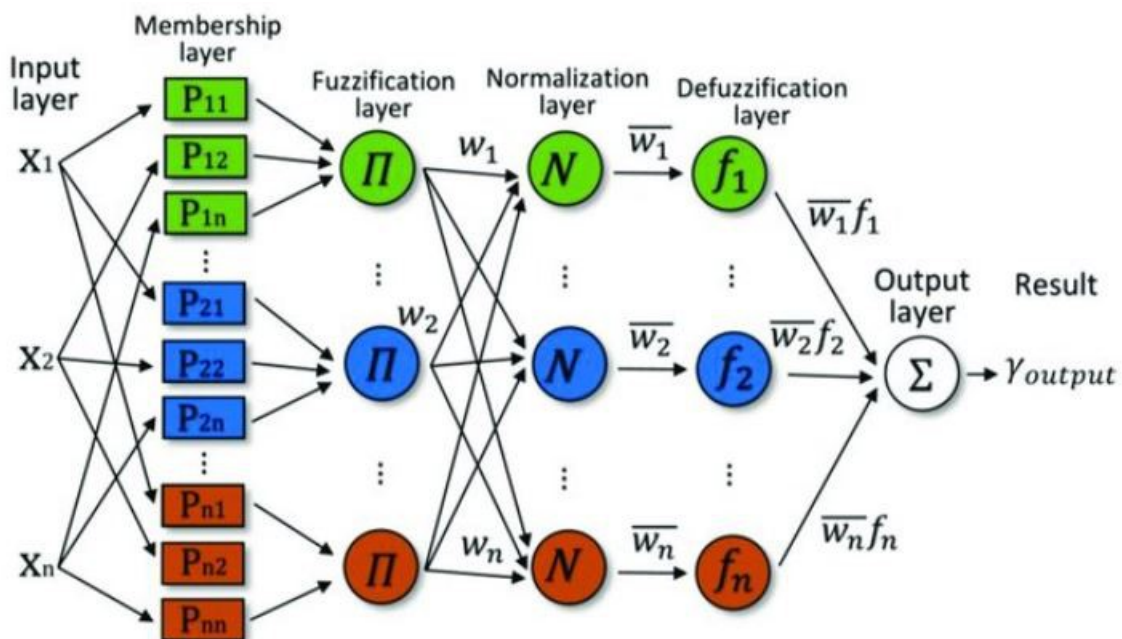 Input
layer
X₁
X₂
Xₙ
Membership
layer
P₁₁
P₁₂
P₁ₙ
⋮
P₂₁
P₂₂
P₂ₙ
⋮
Pₙ₁
Pₙ₂
Pₙₙ
Fuzzification
layer
Π
⋮
Π
⋮
Π
w₁
w₂
wₙ
Normalization
layer
N
⋮
N
⋮
N
w̅₁
w̅₂
w̅ₙ
Defuzzification
layer
f₁
⋮
f₂
⋮
fₙ
w̅₁f₁
w̅₂f₂
w̅ₙfₙ
Output
layer
Σ
Result
γoutput